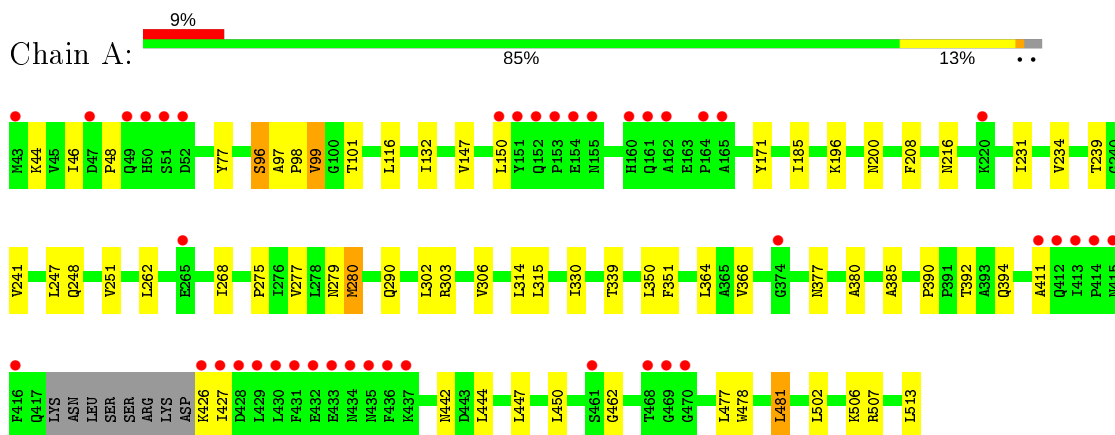 9%
Chain A:
85% 13% • •
M43 K44 V45 I46 D47 P48 Q49 H50 S51 D52 Y77 S96 A97 P98 V99 G100 T101 L116 I132 V147 L150 Y151 Q152 P153 E154 N155 H160 Q161 A162 E163 P164 A165 Y171 I185 K196 N200 F208 N216 K220 I231 V234 T239 G240
V241 L247 Q248 V251 L262 E265 I268 P275 I276 V277 L278 N279 M280 Q290 L302 R303 V306 L314 L315 I330 T339 L350 F351 L364 A365 V366 G374 N377 A380 A385 P390 P391 T392 A393 Q394 A411 Q412 I413 P414 N415
F416 Q417 LYS ASN LEU SER SER ARG LYS ASP K426 I427 D428 L429 L430 F431 E432 E433 N434 N435 F436 K437 N442 D443 L444 L447 L450 S461 G462 T468 G469 G470 L477 W478 L481 L502 K506 R507 L513